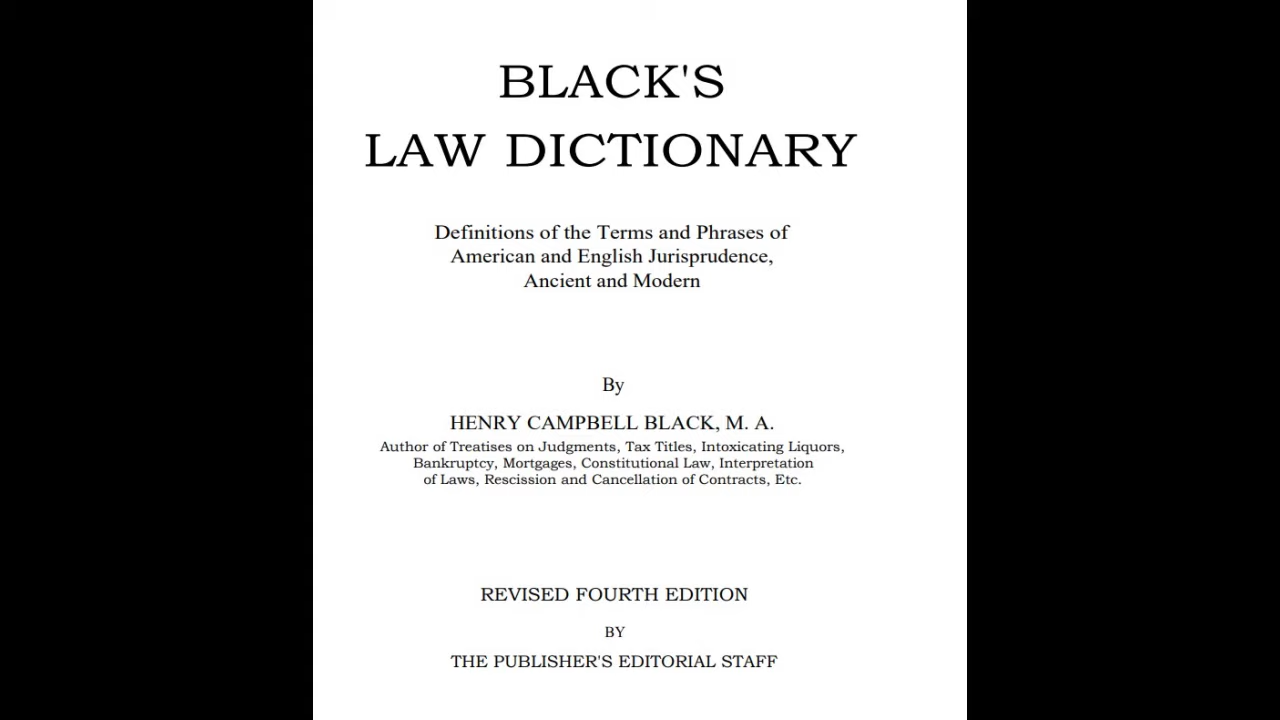 BLACK'S
LAW DICTIONARY
Definitions of the Terms and Phrases of
American and English Jurisprudence,
Ancient and Modern
By
HENRY CAMPBELL BLACK, M. A.
Author of Treatises on Judgments, Tax Titles, Intoxicating Liquors,
Bankruptcy, Mortgages, Constitutional Law, Interpretation
of Laws, Rescission and Cancellation of Contracts, Etc.
REVISED FOURTH EDITION
BY
THE PUBLISHER'S EDITORIAL STAFF